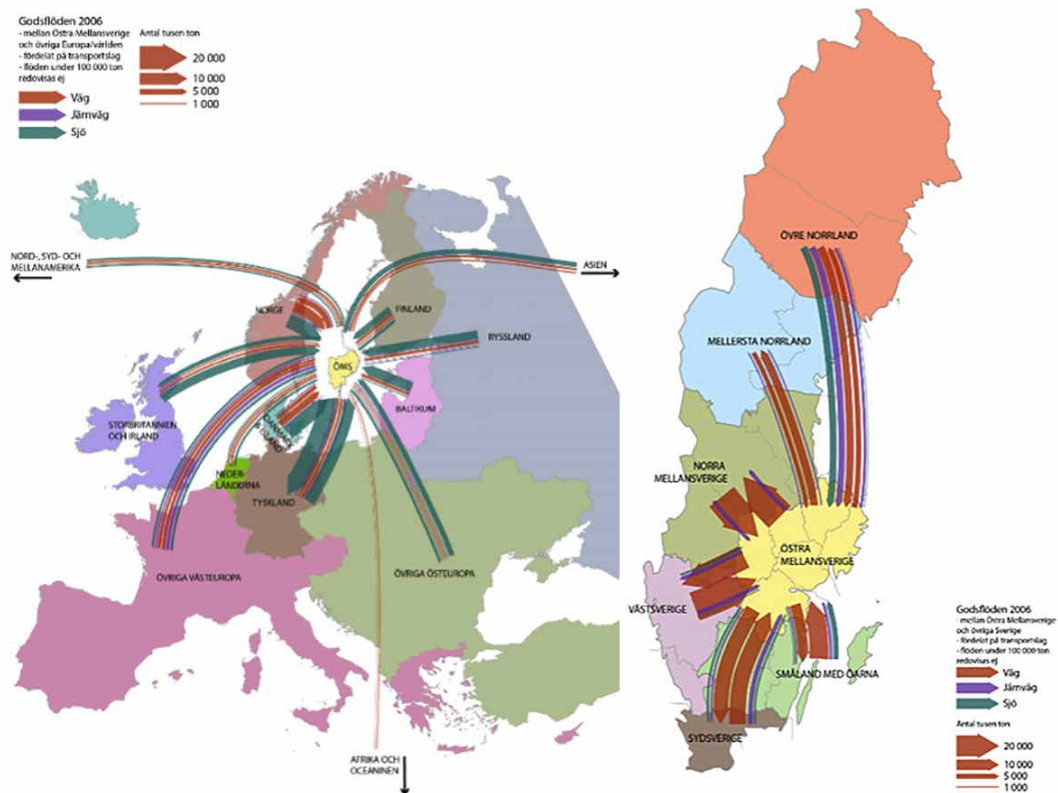 Godsflöden 2006
- mellan Östra Mellansverige
och övriga Europa/världen
- fördelat på transportslag
- flöden under 100 000 ton
redovisas ej
Väg
Järnväg
Sjö
Antal tusen ton
20 000
10 000
5 000
1 000
NORD-, SYD- OCH
MELLANAMERIKA
ASIEN
NORGE
FINLAND
RYSSLAND
ÖMS
BALTIKUM
STORBRITANNIEN
OCH IRLAND
DANMARK
& ISLAND
NEDER-
LÄNDERNA
TYSKLAND
ÖVRIGA VÄSTEUROPA
ÖVRIGA ÖSTEUROPA
AFRIKA OCH
OCEANINEN
ÖVRE NORRLAND
MELLERSTA NORRLAND
NORRA
MELLANSVERIGE
ÖSTRA
MELLANSVERIGE
VÄSTSVERIGE
SMÅLAND MED ÖARNA
SYDSVERIGE
Godsflöden 2006
- mellan Östra Mellansverige
och övriga Sverige
- fördelat på transportslag
- flöden under 100 000 ton
redovisas ej
Väg
Järnväg
Sjö
Antal tusen ton
20 000
10 000
5 000
1 000